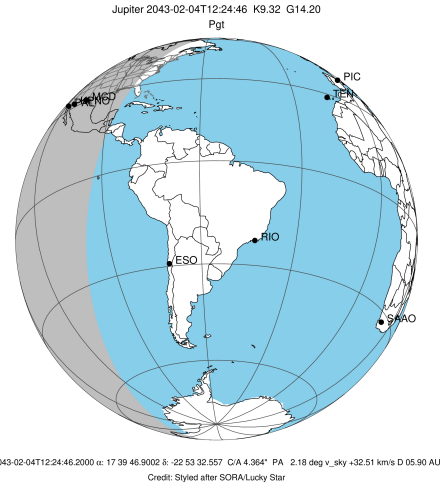 Jupiter 2043-02-04T12:24:46 K9.32 G14.20
Pgt
PIC
TEN
MCD
RIO
ESO
SAAO
043-02-04T12:24:46.2000 α: 17 39 46.9002 δ: -22 53 32.557 C/A 4.364" PA 2.18 deg v_sky +32.51 km/s D 05.90 AU
Credit: Styled after SORA/Lucky Star